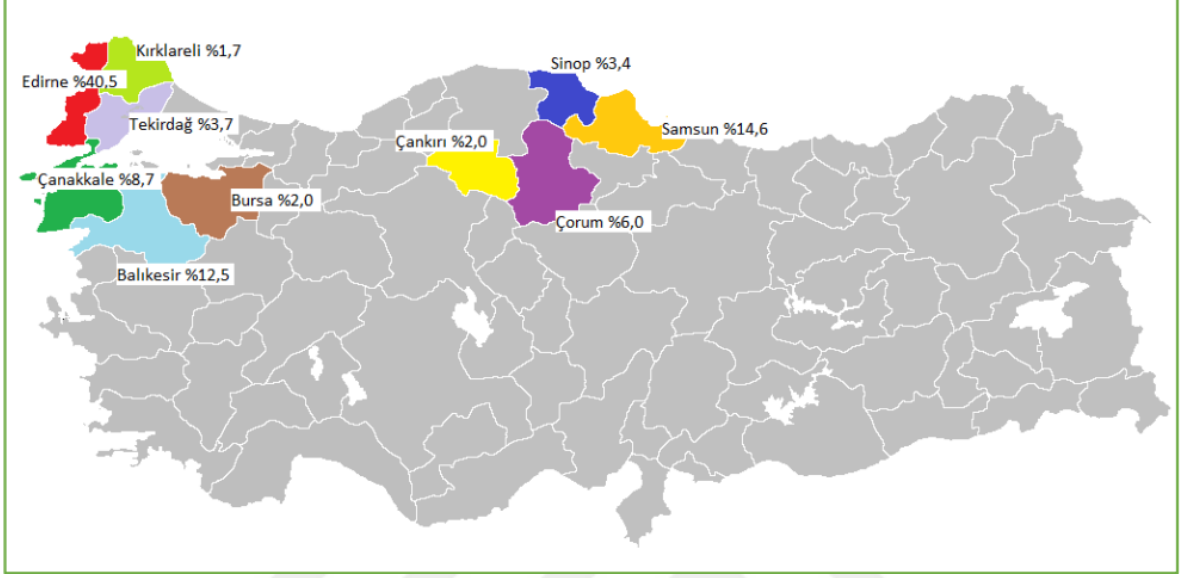 Kırklareli %1,7
Edirne %40,5
Tekirdağ %3,7
Sinop %3,4
Samsun %14,6
Çankırı %2,0
Çanakkale %8,7
Bursa %2,0
Çorum %6,0
Balıkesir %12,5